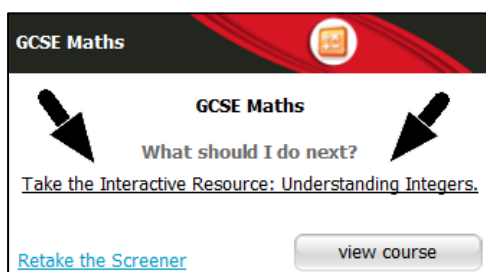 GCSE Maths
GCSE Maths
What should I do next?
Take the Interactive Resource: Understanding Integers.
Retake the Screener
view course